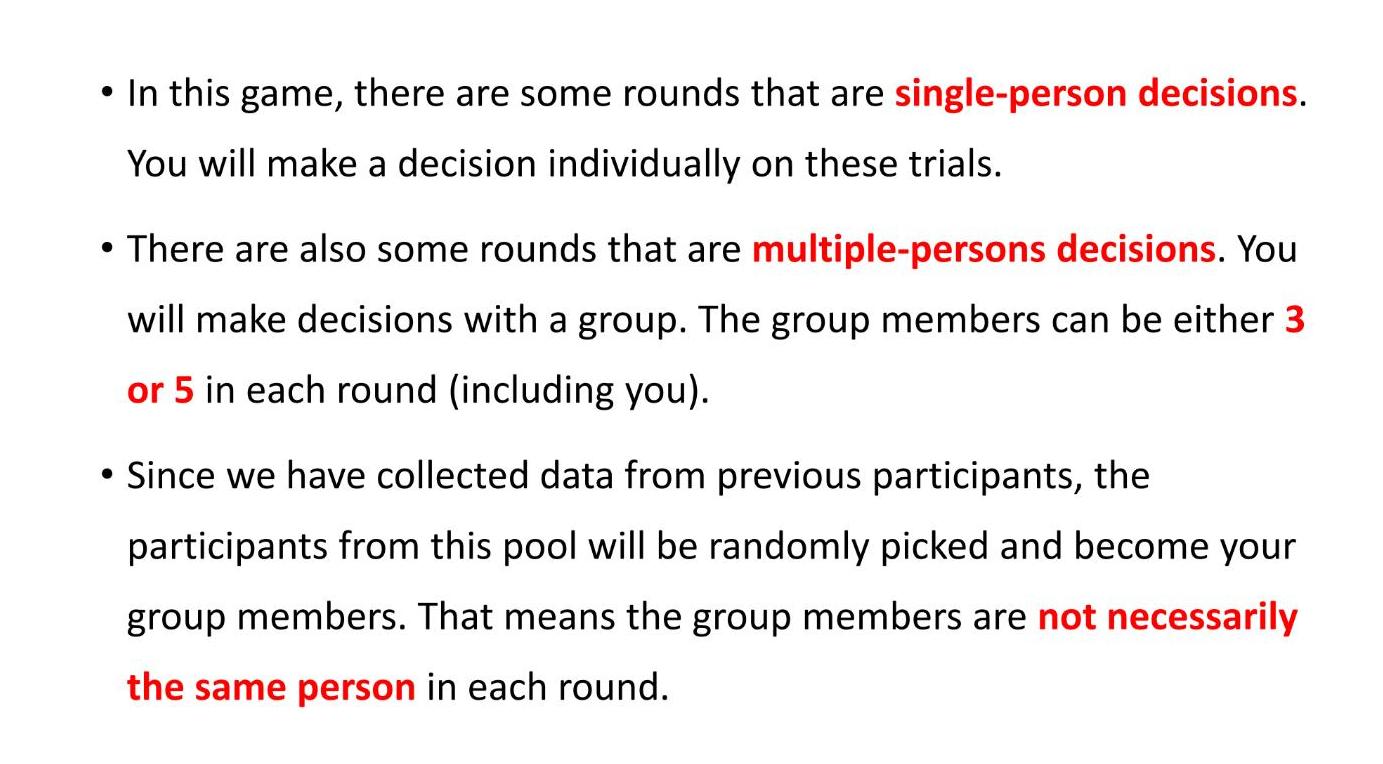 • In this game, there are some rounds that are single-person decisions.
You will make a decision individually on these trials.
• There are also some rounds that are multiple-persons decisions. You
will make decisions with a group. The group members can be either 3
or 5 in each round (including you).
• Since we have collected data from previous participants, the
participants from this pool will be randomly picked and become your
group members. That means the group members are not necessarily
the same person in each round.